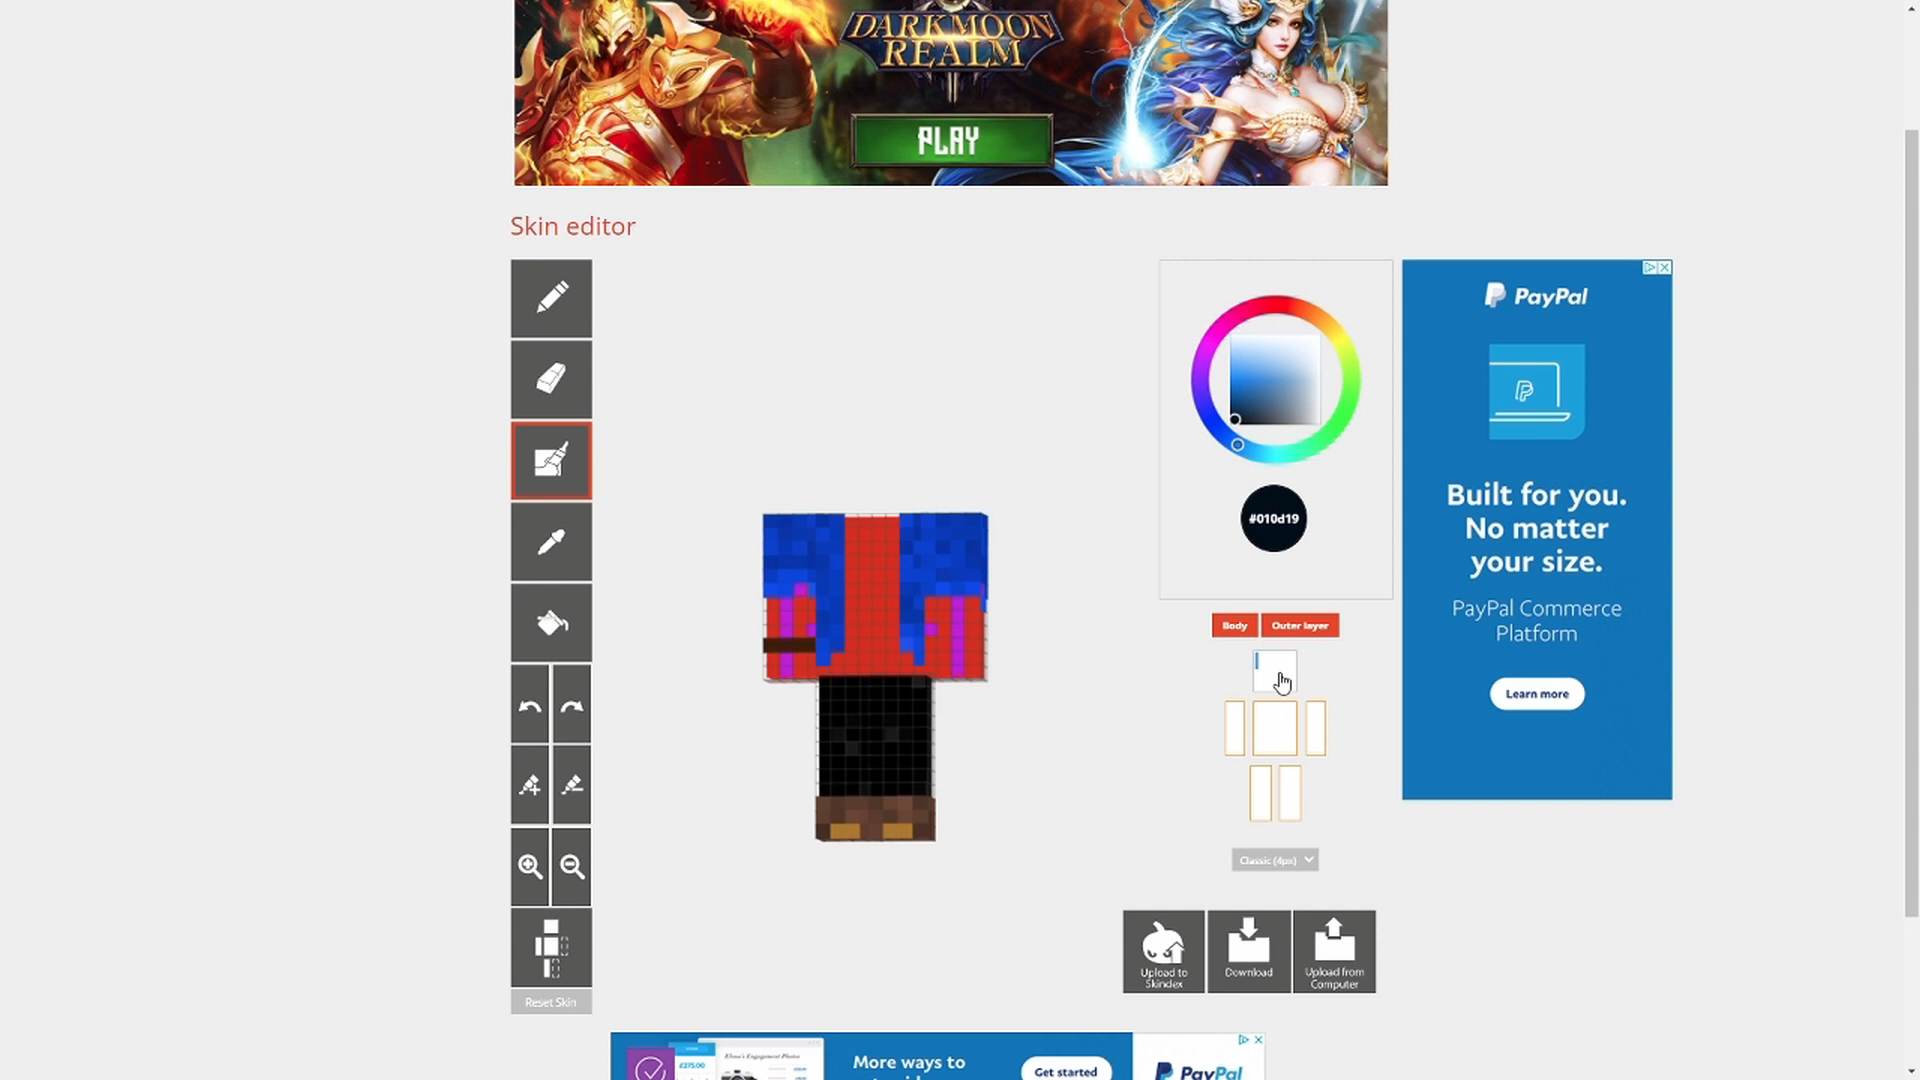 DARKMOON
REALM
PLAY
Skin editor
PayPal
#010d19
Built for you.
No matter
your size.
PayPal Commerce
Platform
Body
Outer layer
Learn more
Classic (4px)
Upload to
Skindex
Download
Upload from
Computer
Reset Skin
More ways to
Get started
PayPal
£275.00